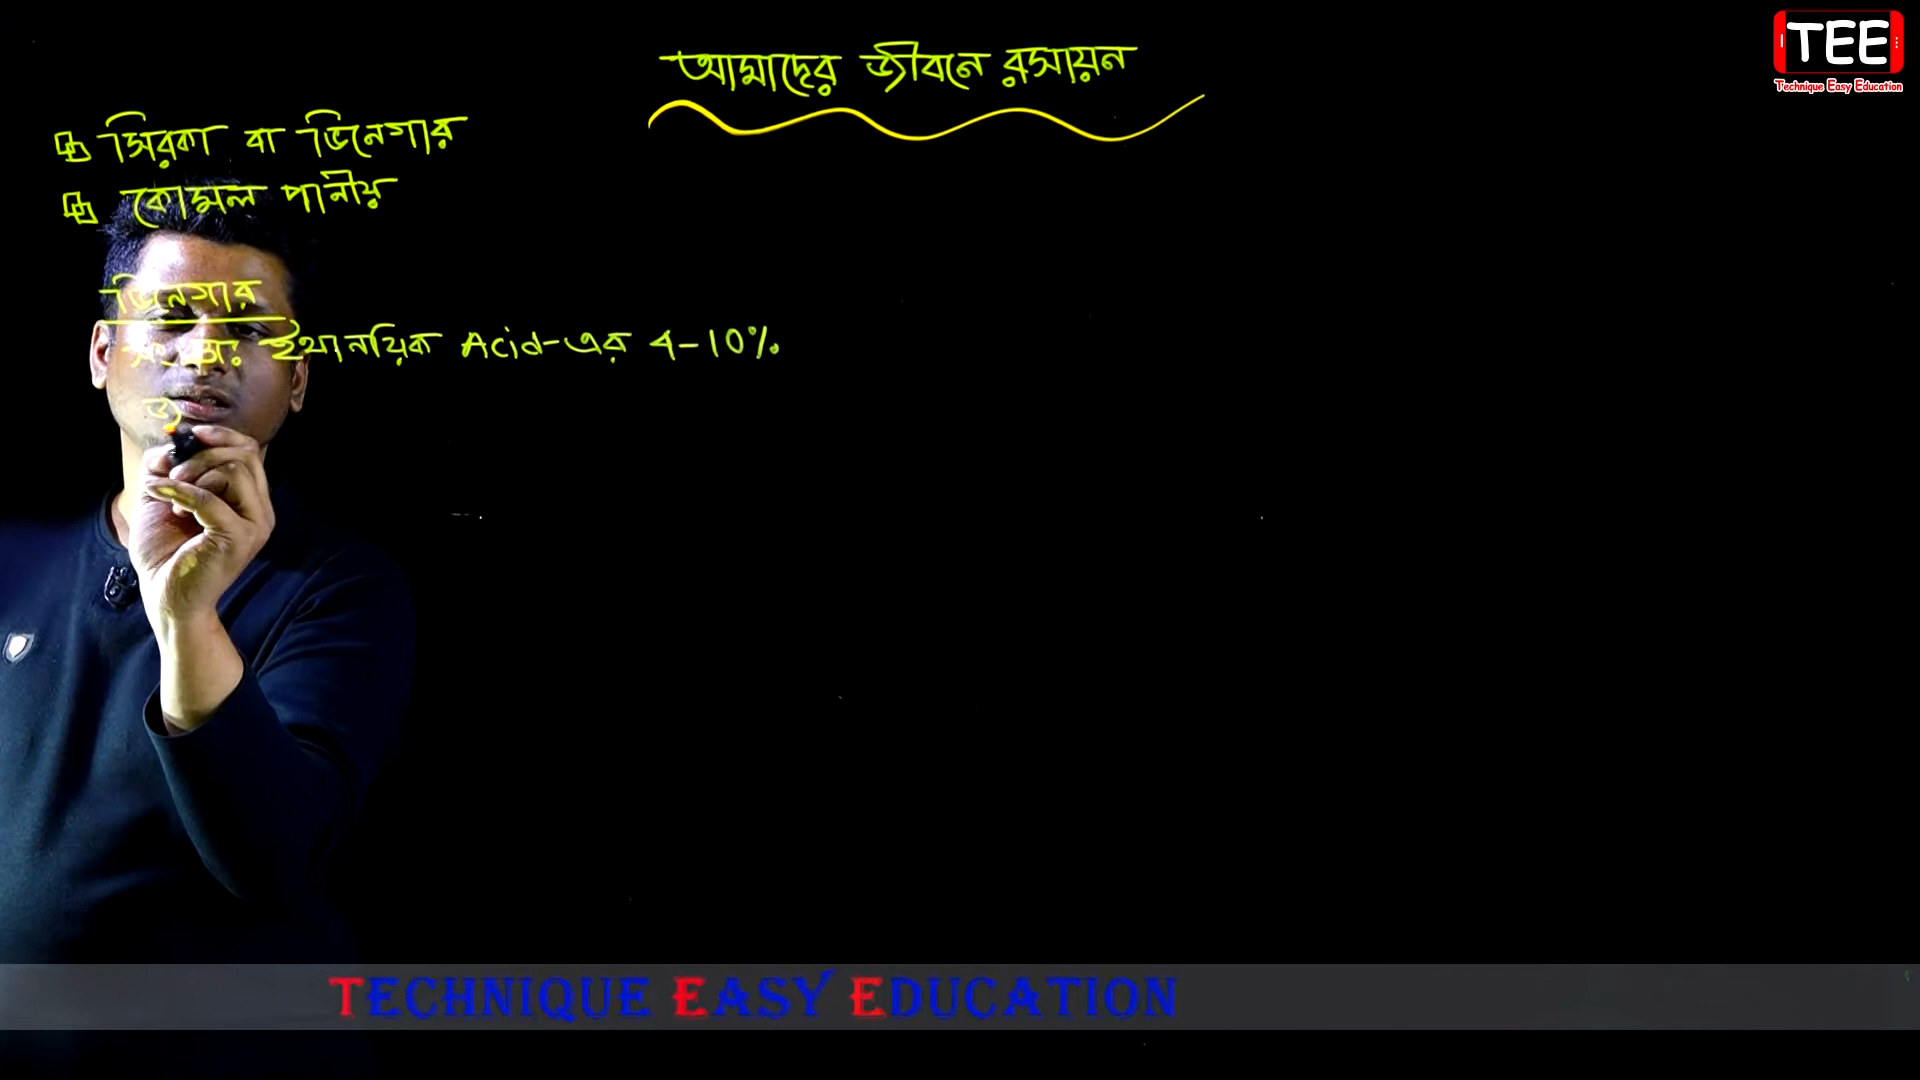 আমাদের জীবনে রসায়ন
সিরকা বা ভিনেগার
কোমল পানীয়
ভিনেগার
সংজ্ঞাঃ ইথানয়িক Acid-এর 4-10%
TEE
Technique Easy Education
TECHNIQUE EASY EDUCATION